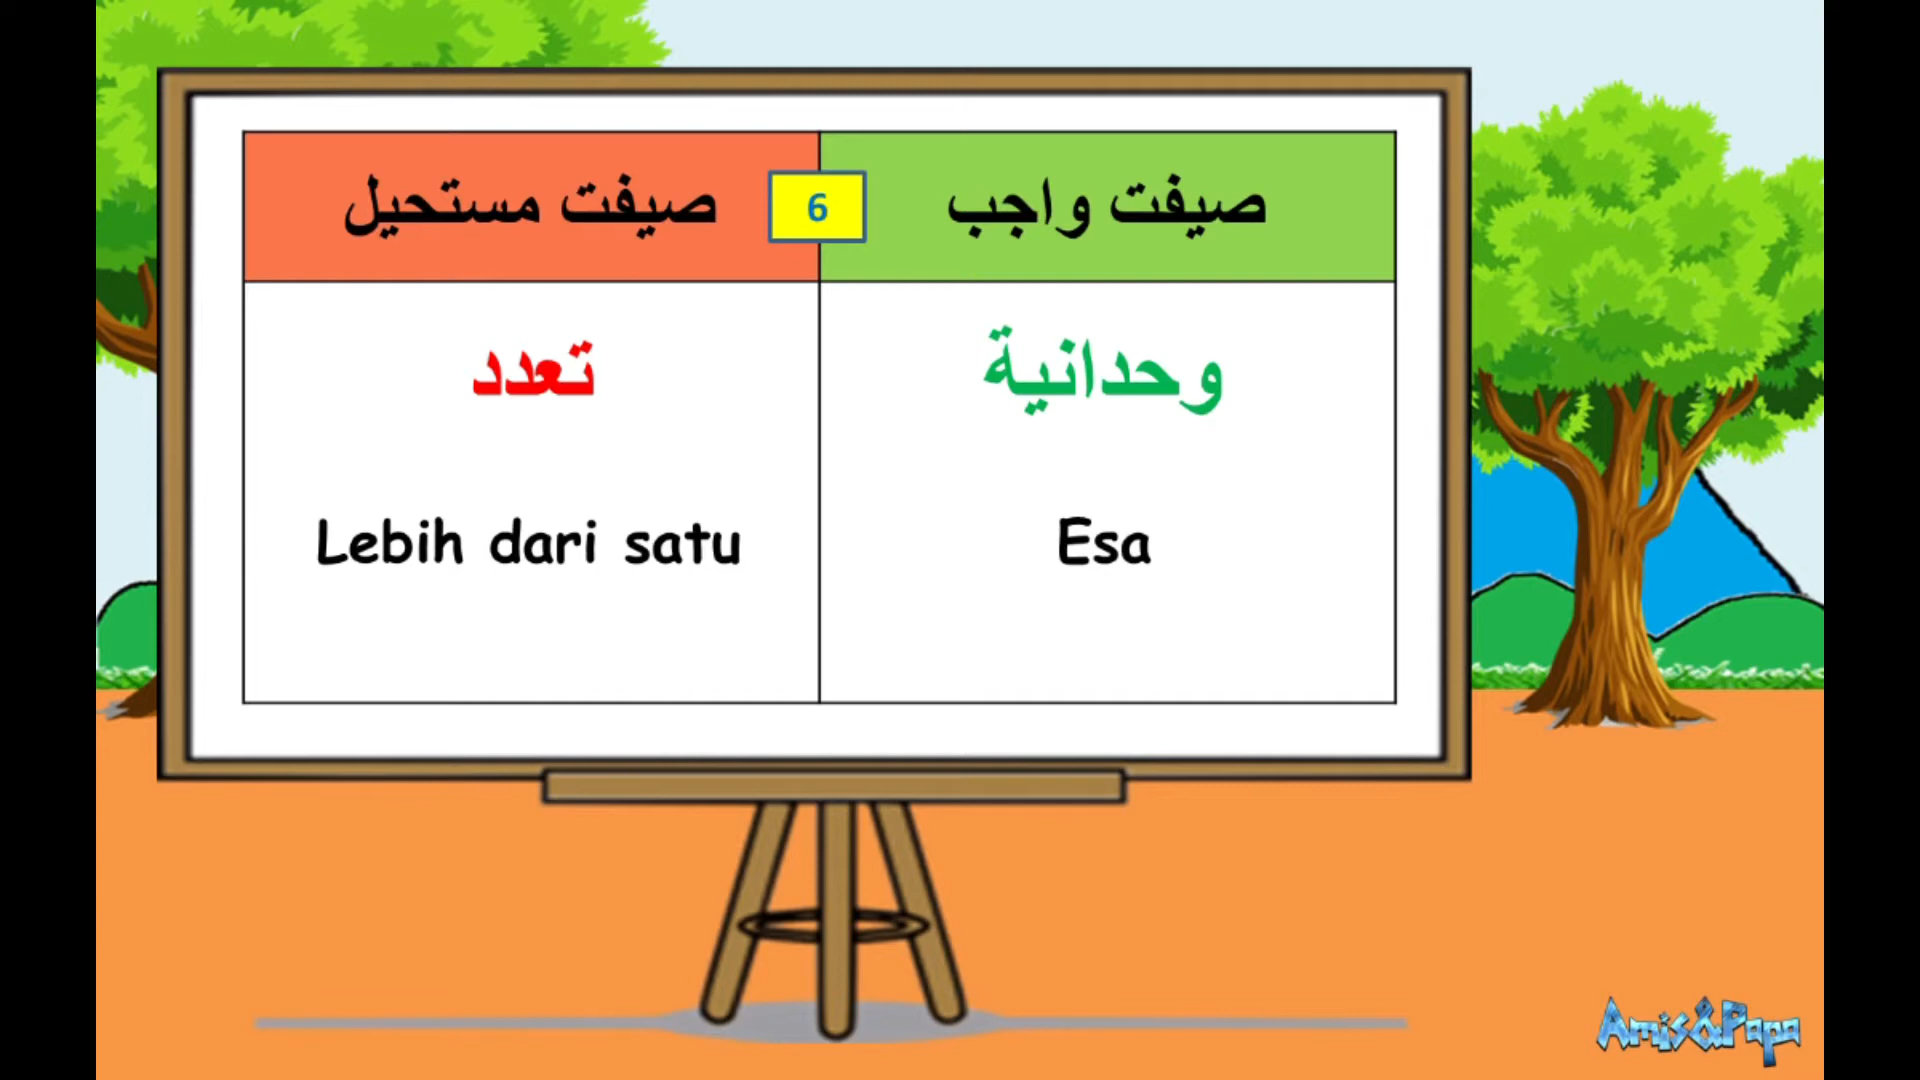 صيفت واجب
6
صيفت مستحيل
وحدانية
تعدد
Esa
Lebih dari satu
Amis&Papa